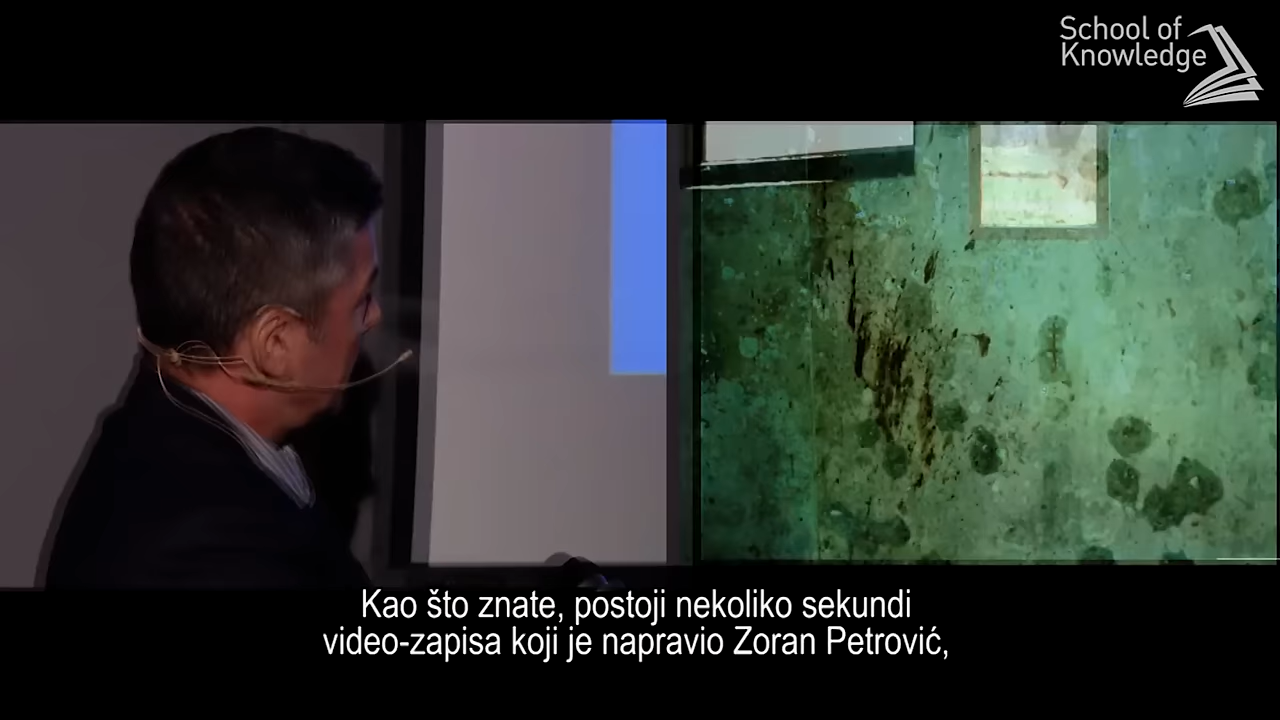 School of
Knowledge
Kao što znate, postoji nekoliko sekundi
video-zapisa koji je napravio Zoran Petrović,